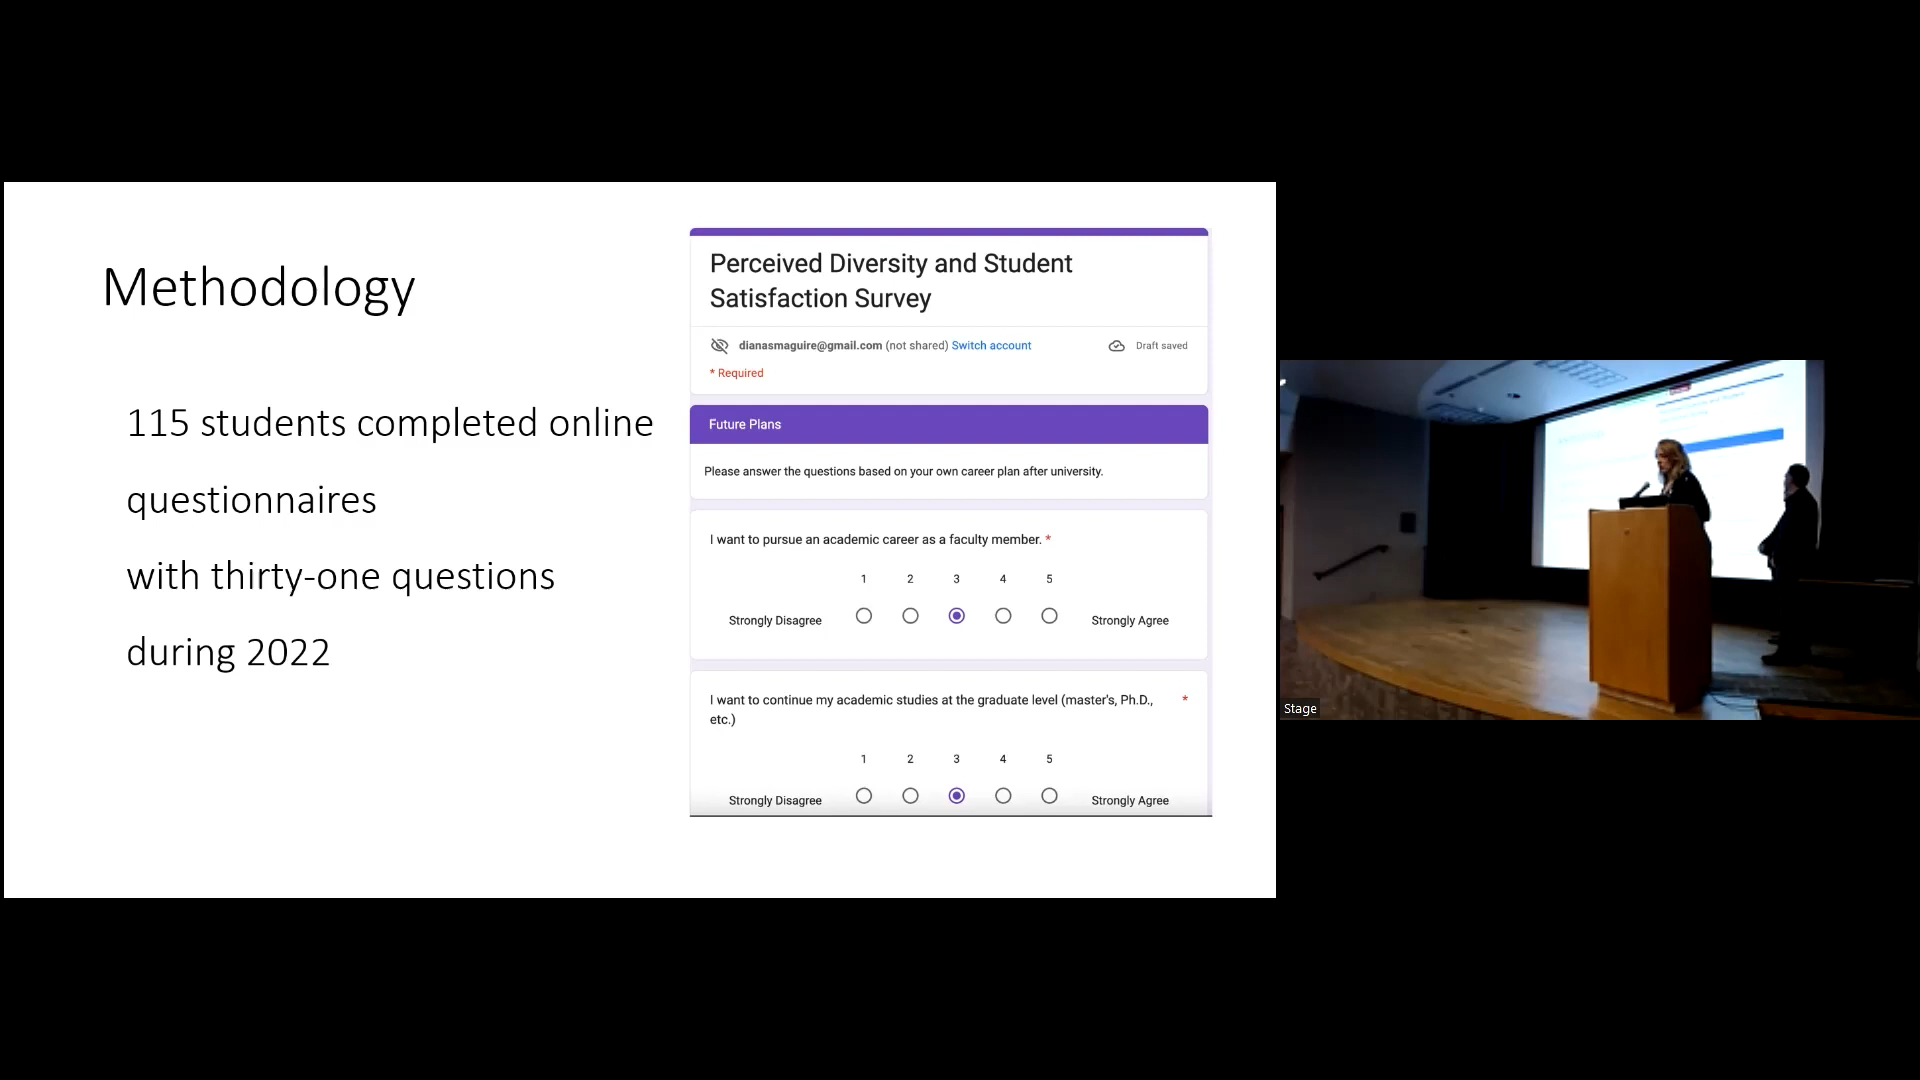 Methodology
115 students completed online
questionnaires
with thirty-one questions
during 2022
Perceived Diversity and Student
Satisfaction Survey
dianasmaguire@gmail.com (not shared) Switch account
Draft saved
* Required
Future Plans
Please answer the questions based on your own career plan after university.
I want to pursue an academic career as a faculty member. *
1 2 3 4 5
Strongly Disagree
Strongly Agree
I want to continue my academic studies at the graduate level (master's, Ph.D., *
etc.)
1 2 3 4 5
Strongly Disagree
Strongly Agree
Stage